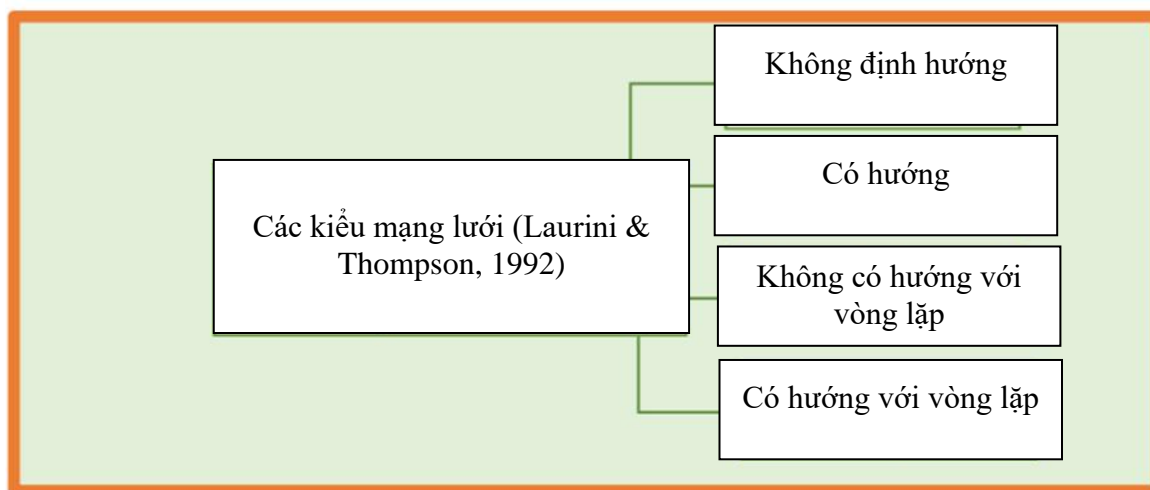 Không định hướng
Có hướng
Các kiểu mạng lưới (Laurini &
Thompson, 1992)
Không có hướng với
vòng lặp
Có hướng với vòng lặp